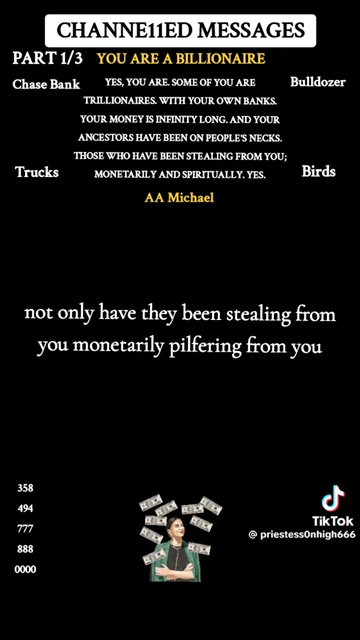 CHANNE11ED MESSAGES
PART 1/3 YOU ARE A BILLIONAIRE
Chase Bank
Bulldozer
YES, YOU ARE. SOME OF YOU ARE
TRILLIONAIRES. WITH YOUR OWN BANKS.
YOUR MONEY IS INFINITY LONG. AND YOUR
ANCESTORS HAVE BEEN ON PEOPLE'S NECKS.
THOSE WHO HAVE BEEN STEALING FROM YOU;
MONETARILY AND SPIRITUALLY. YES.
Trucks
Birds
AA Michael
not only have they been stealing from
you monetarily pilfering from you
358
494
777
888
0000
TikTok
@ priestess0nhigh666